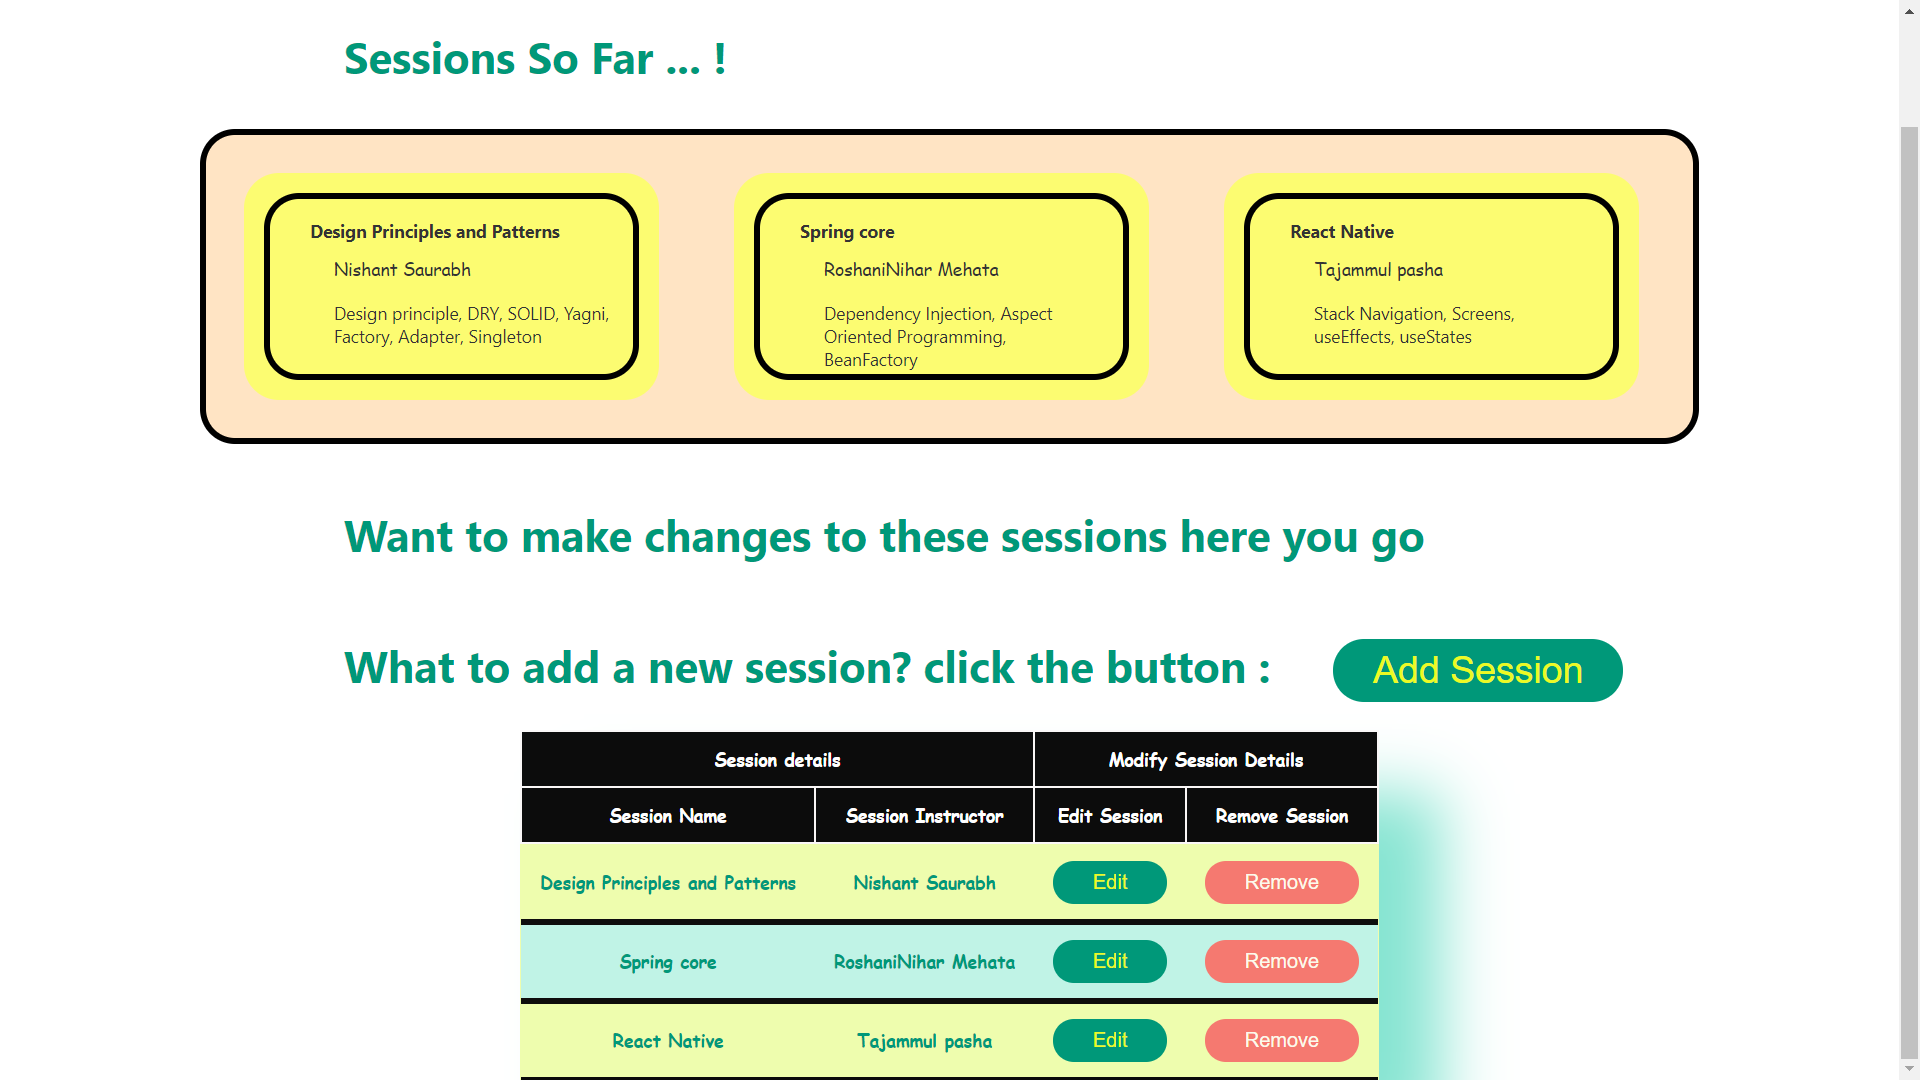 Sessions So Far ... !
Design Principles and Patterns
Nishant Saurabh
Design principle, DRY, SOLID, Yagni,
Factory, Adapter, Singleton
Spring core
RoshaniNihar Mehata
Dependency Injection, Aspect
Oriented Programming,
BeanFactory
React Native
Tajammul pasha
Stack Navigation, Screens,
useEffects, useStates
Want to make changes to these sessions here you go
What to add a new session? click the button :
Add Session
Session details
Modify Session Details
Session Name
Session Instructor
Edit Session
Remove Session
Design Principles and Patterns
Nishant Saurabh
Edit
Remove
Spring core
RoshaniNihar Mehata
Edit
Remove
React Native
Tajammul pasha
Edit
Remove